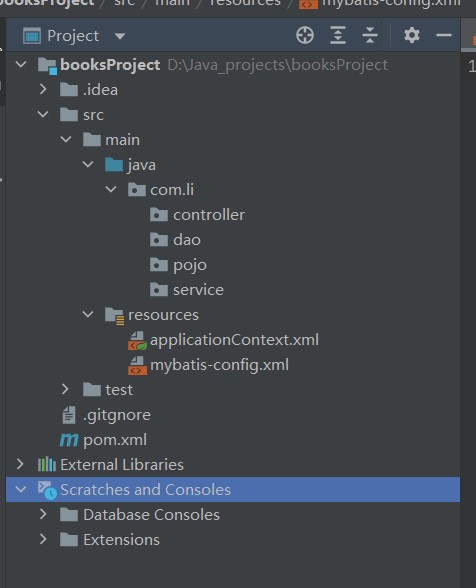 booksProject / src / main / resources / mybatis-config.xml
Project
booksProject D:\Java_projects\booksProject
1
.idea
src
main
java
com.li
controller
dao
pojo
service
resources
applicationContext.xml
mybatis-config.xml
test
.gitgnore
pom.xml
External Libraries
Scratches and Consoles
Database Consoles
Extensions